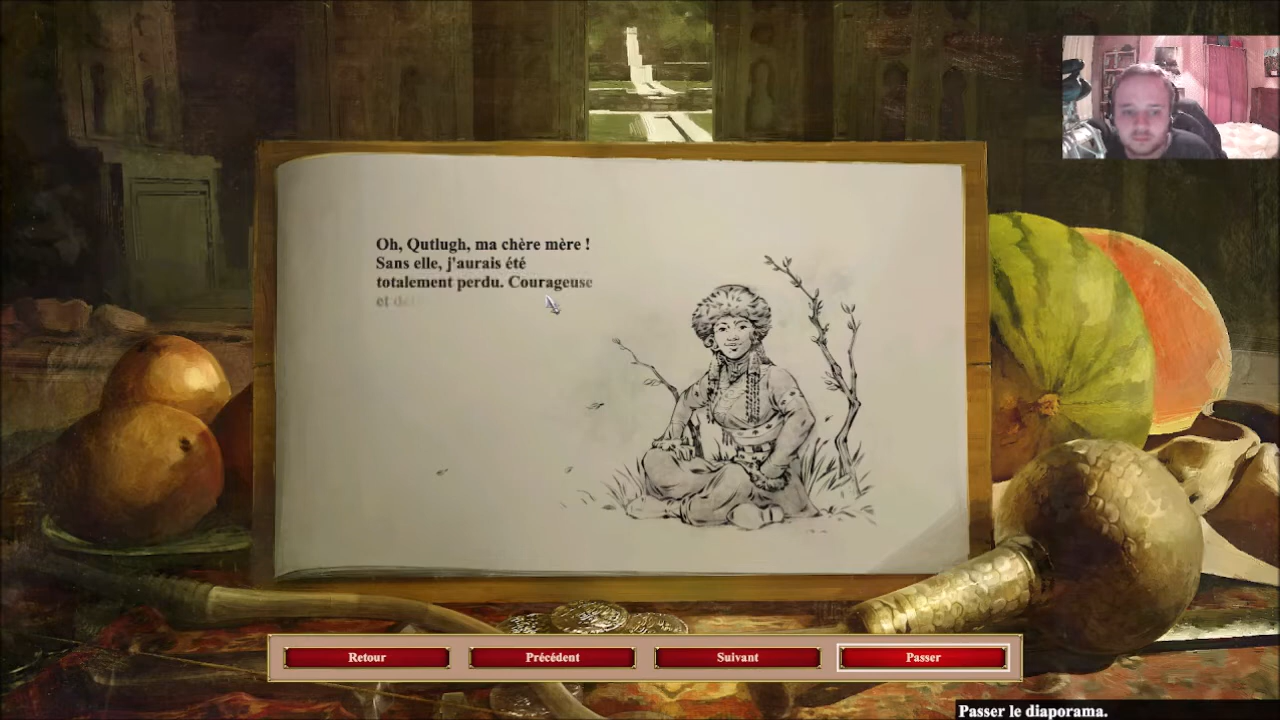 Oh, Qutlugh, ma chère mère !
Sans elle, j'aurais été
totalement perdu. Courageuse
et
Retour
Précédent
Suivant
Passer
Passer le diaporama.